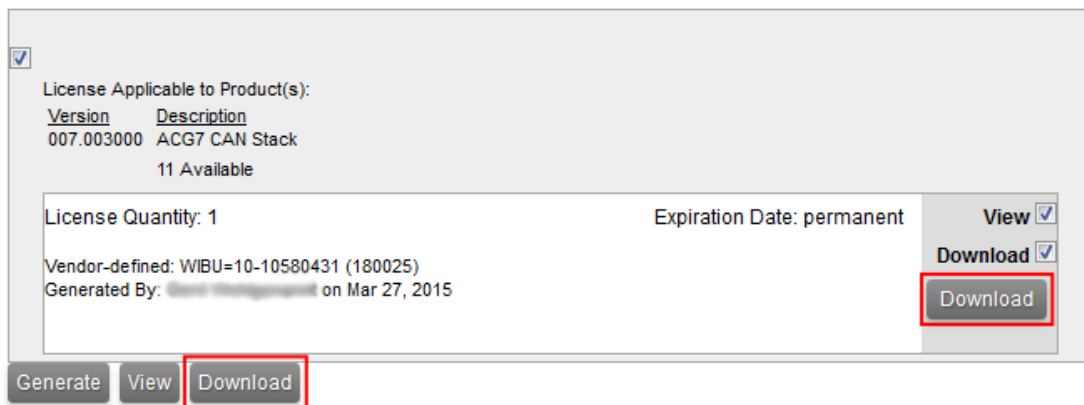 License Applicable to Product(s):
Version Description
007.003000 ACG7 CAN Stack
11 Available
License Quantity: 1 Expiration Date: permanent View
Download
Vendor-defined: WIBU=10-10580431 (180025)
Generated By: on Mar 27, 2015
Download
Generate View Download